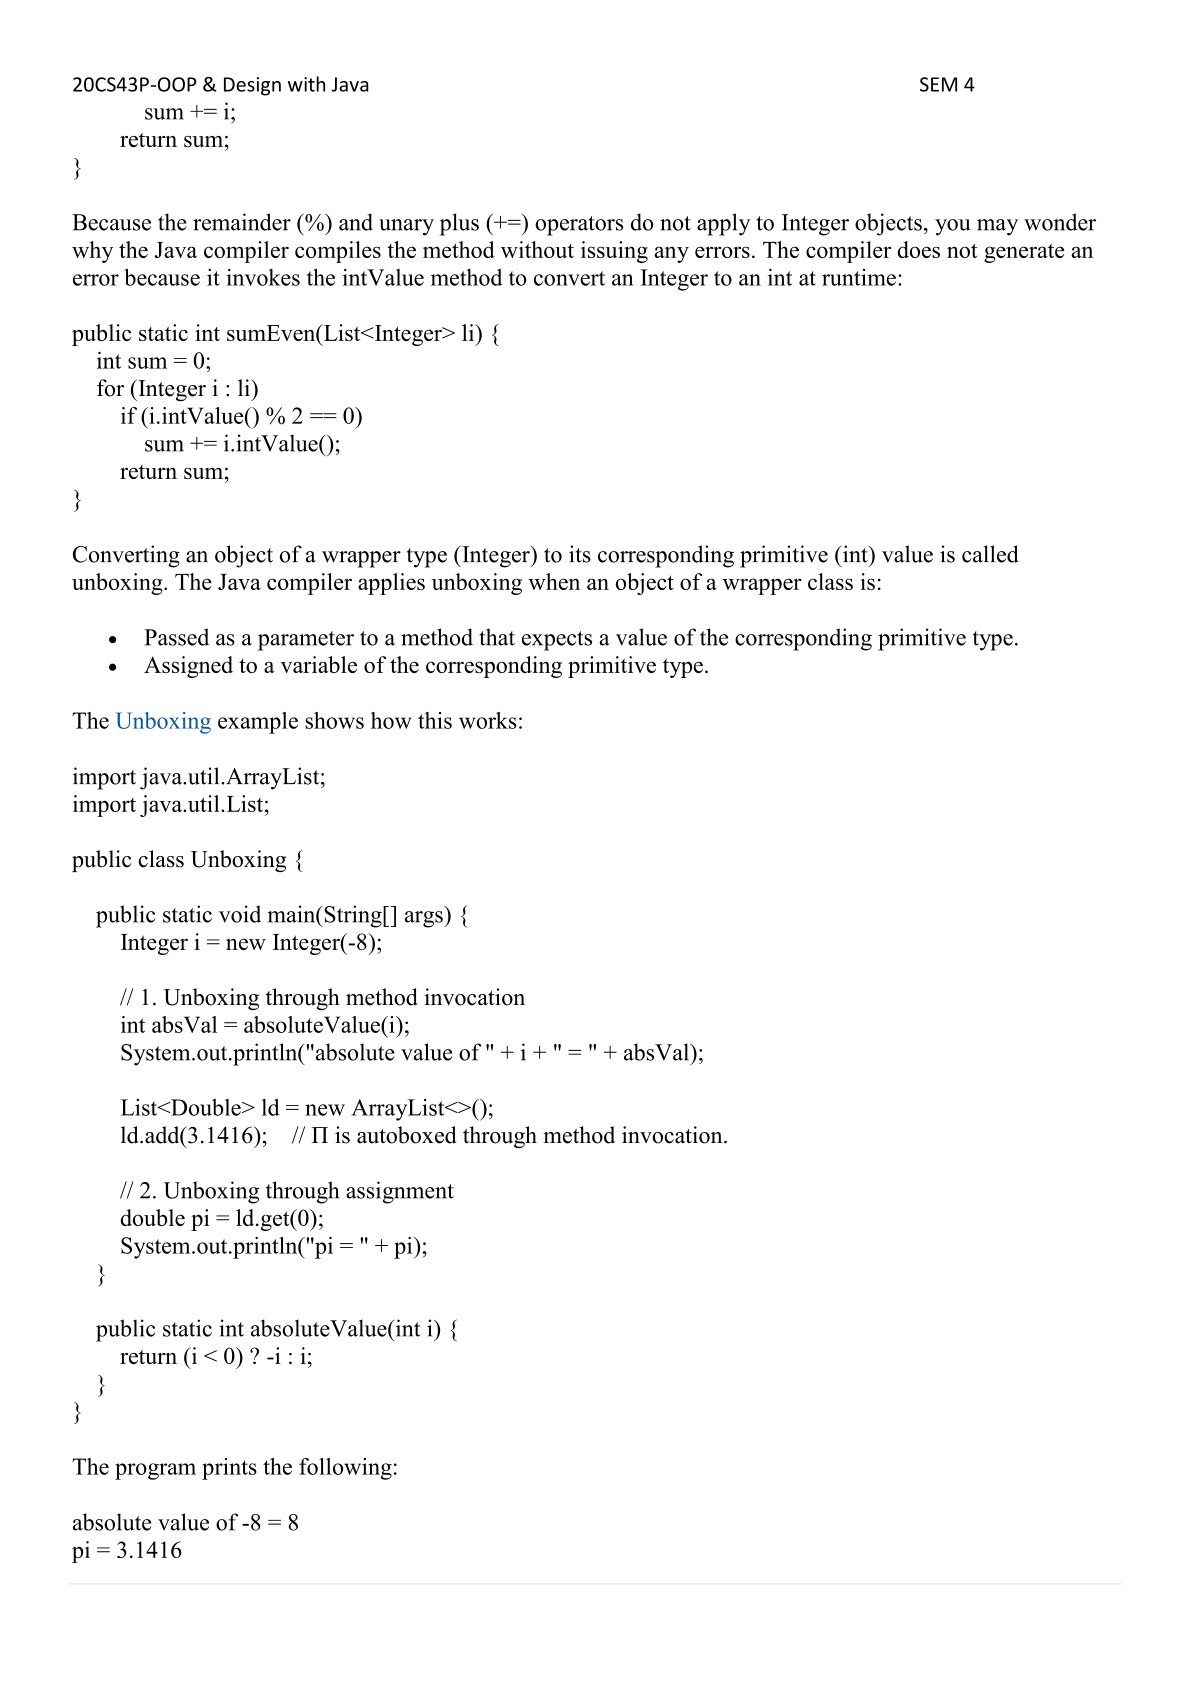 20CS43P-OOP & Design with Java SEM 4
sum += i;
return sum;
}
Because the remainder (%) and unary plus (+=) operators do not apply to Integer objects, you may wonder
why the Java compiler compiles the method without issuing any errors. The compiler does not generate an
error because it invokes the intValue method to convert an Integer to an int at runtime:
public static int sumEven(List<Integer> li) {
int sum = 0;
for (Integer i : li)
if (i.intValue() % 2 == 0)
sum += i.intValue();
return sum;
}
Converting an object of a wrapper type (Integer) to its corresponding primitive (int) value is called
unboxing. The Java compiler applies unboxing when an object of a wrapper class is:
• Passed as a parameter to a method that expects a value of the corresponding primitive type.
• Assigned to a variable of the corresponding primitive type.
The Unboxing example shows how this works:
import java.util.ArrayList;
import java.util.List;
public class Unboxing {
public static void main(String[] args) {
Integer i = new Integer(-8);
// 1. Unboxing through method invocation
int absVal = absoluteValue(i);
System.out.println("absolute value of " + i + " = " + absVal);
List<Double> ld = new ArrayList<>();
ld.add(3.1416); // Π is autoboxed through method invocation.
// 2. Unboxing through assignment
double pi = ld.get(0);
System.out.println("pi = " + pi);
}
public static int absoluteValue(int i) {
return (i < 0) ? -i : i;
}
}
The program prints the following:
absolute value of -8 = 8
pi = 3.1416